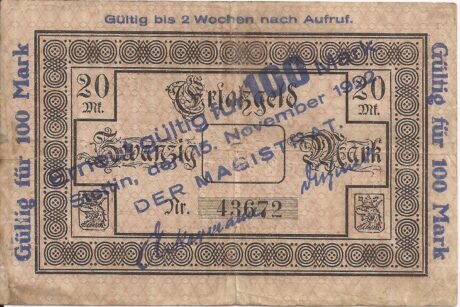 Gültig bis 2 Wochen nach Aufruf.
Gültig für 100 Mark
Gültig für 100 Mark
20
Mk.
Ersatzgeld
20
Mk.
Zwanzig
Mark
Erneut gültig für 100 Mark
Stettin, den 15. November 1922
DER MAGISTRAT.
Nr. 43672